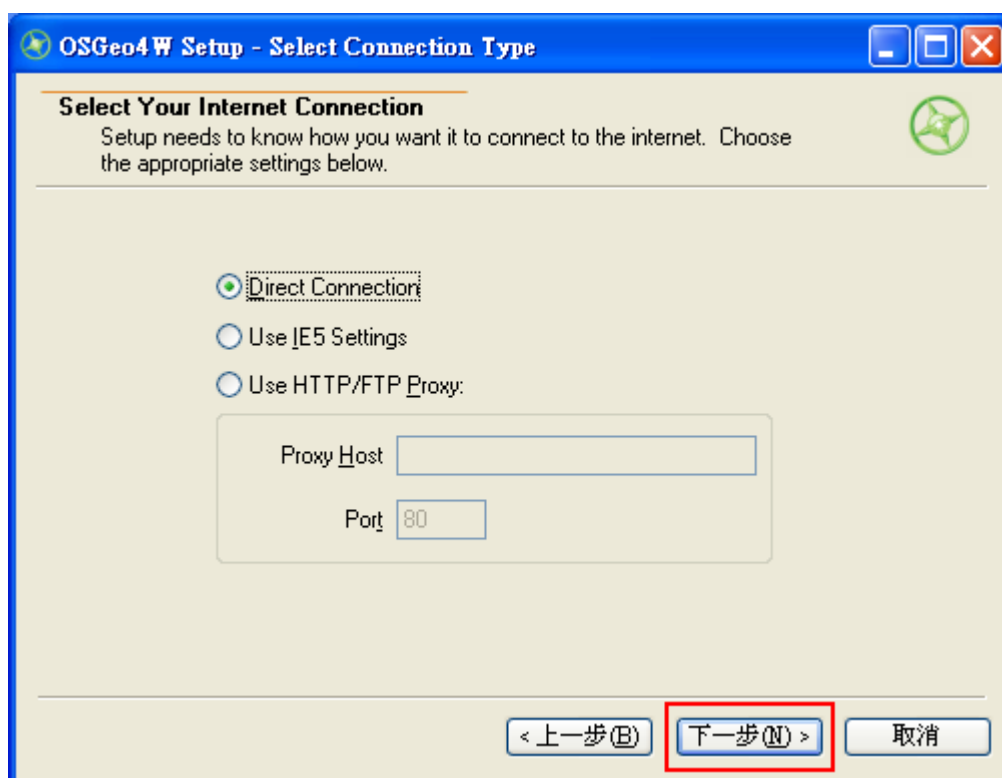 OSGeo4W Setup - Select Connection Type
Select Your Internet Connection
Setup needs to know how you want it to connect to the internet. Choose
the appropriate settings below.
Direct Connection
Use IE5 Settings
Use HTTP/FTP Proxy:
Proxy Host
Port 80
<上一步(B) 下一步(N)> 取消